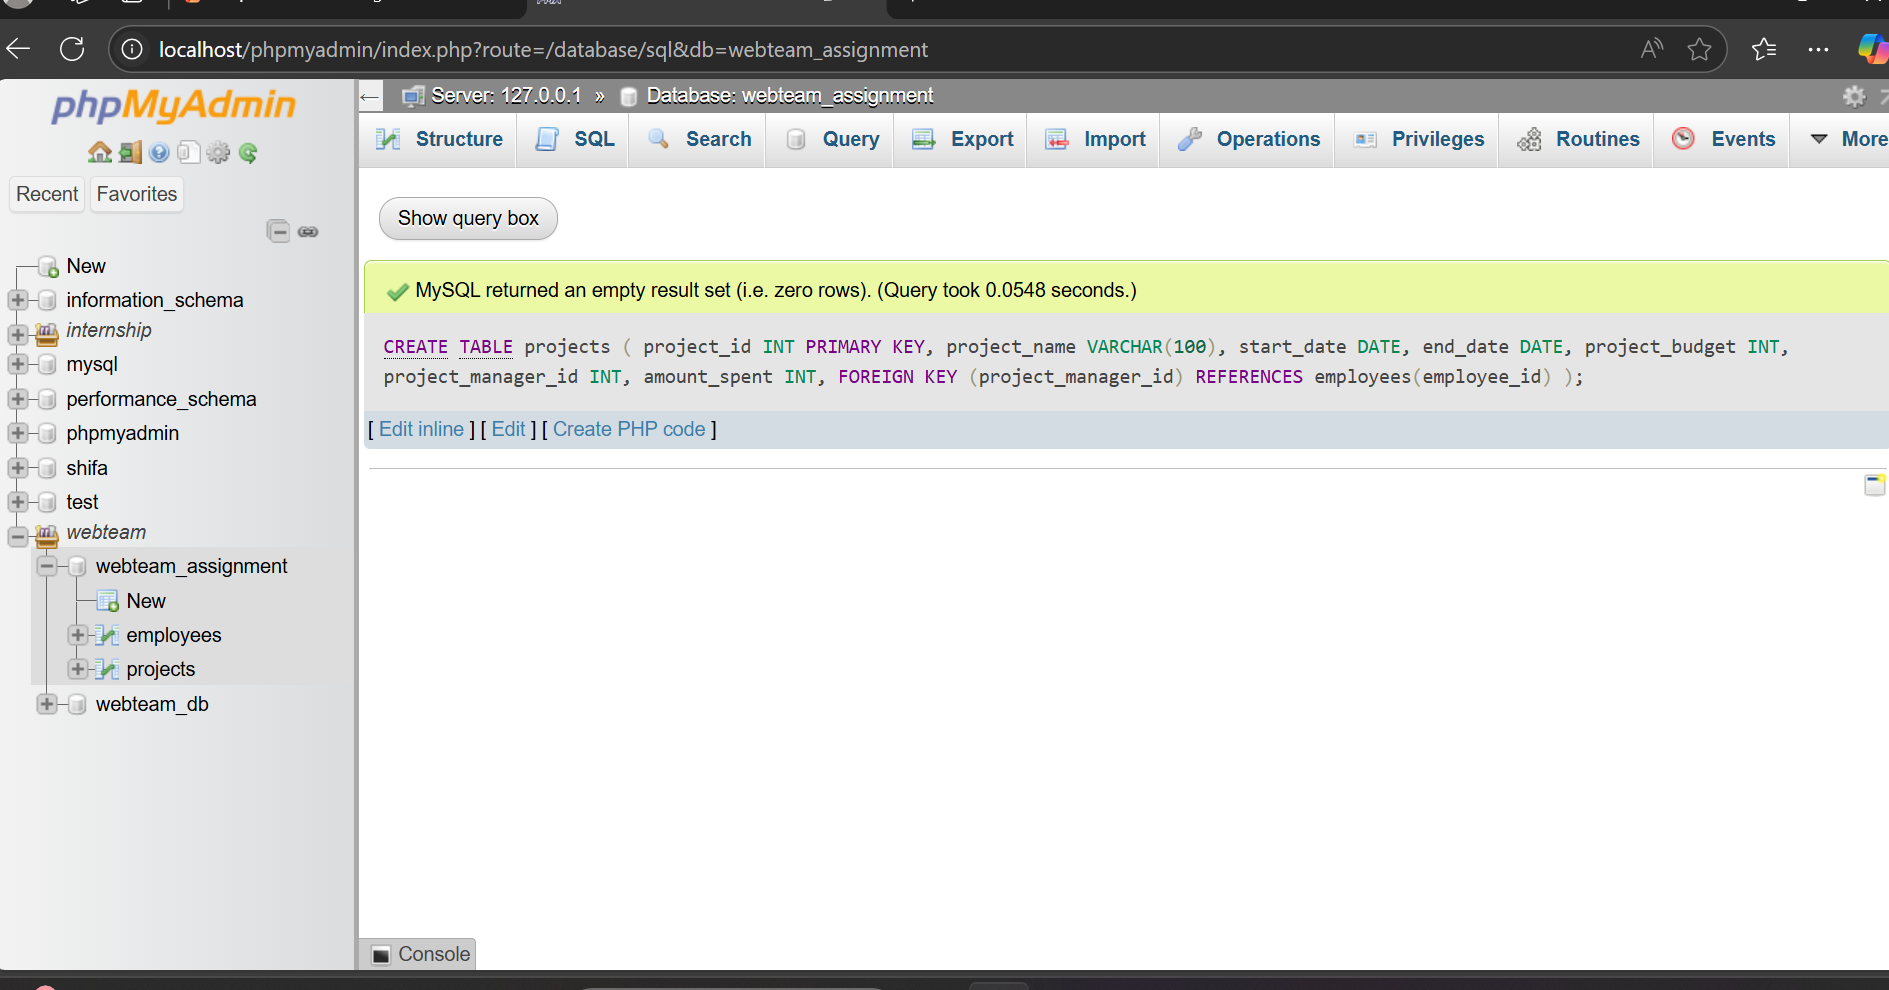 localhost/phpmyadmin/index.php?route=/database/sql&db=webteam_assignment
phpMyAdmin
Recent
Favorites
New
information_schema
internship
mysql
performance_schema
phpmyadmin
shifa
test
webteam
webteam_assignment
New
employees
projects
webteam_db
Server: 127.0.0.1 » Database: webteam_assignment
Structure SQL Search Query Export Import Operations Privileges Routines Events More
Show query box
MySQL returned an empty result set (i.e. zero rows). (Query took 0.0548 seconds.)
CREATE TABLE projects ( project_id INT PRIMARY KEY, project_name VARCHAR(100), start_date DATE, end_date DATE, project_budget INT,
project_manager_id INT, amount_spent INT, FOREIGN KEY (project_manager_id) REFERENCES employees(employee_id) );
[ Edit inline ] [ Edit ] [ Create PHP code ]
Console